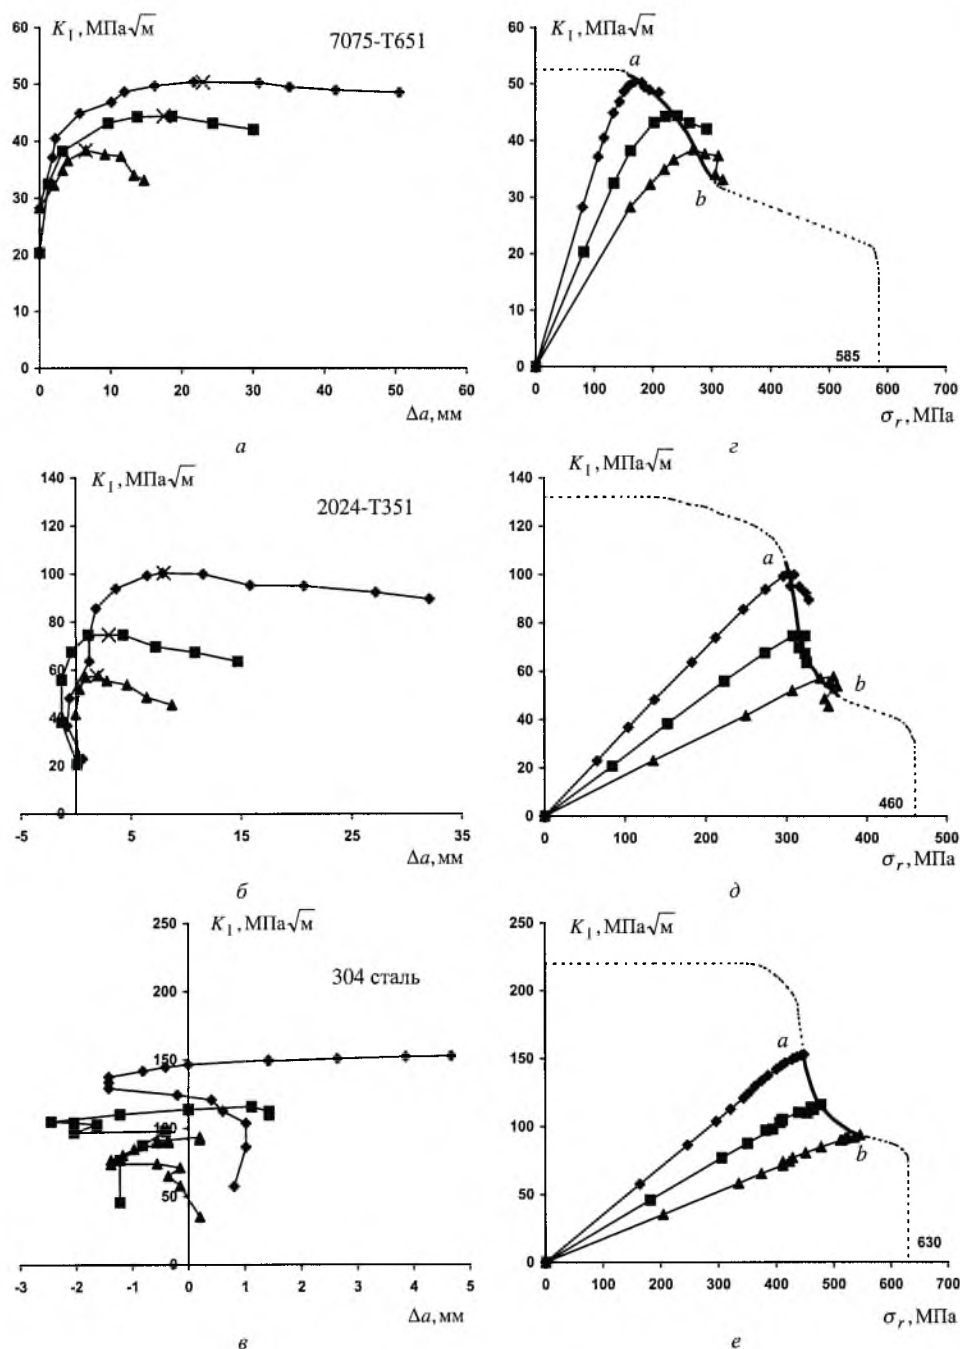 K_I, МПа√м
7075-T651
60
50
40
30
20
10
0
0 10 20 30 40 50 60
Δa, мм
а
K_I, МПа√м
60
50
40
30
20
10
0
a
b
585
0 100 200 300 400 500 600 700
σ_r, МПа
г
K_I, МПа√м
2024-T351
140
120
100
80
60
40
20
0
-5 5 15 25 35
Δa, мм
б
K_I, МПа√м
140
120
100
80
60
40
20
0
a
b
460
0 100 200 300 400 500
σ_r, МПа
д
K_I, МПа√м
304 сталь
250
200
150
100
50
0
-3 -2 -1 0 1 2 3 4 5
Δa, мм
в
K_I, МПа√м
250
200
150
100
50
0
a
b
630
0 100 200 300 400 500 600 700
σ_r, МПа
е